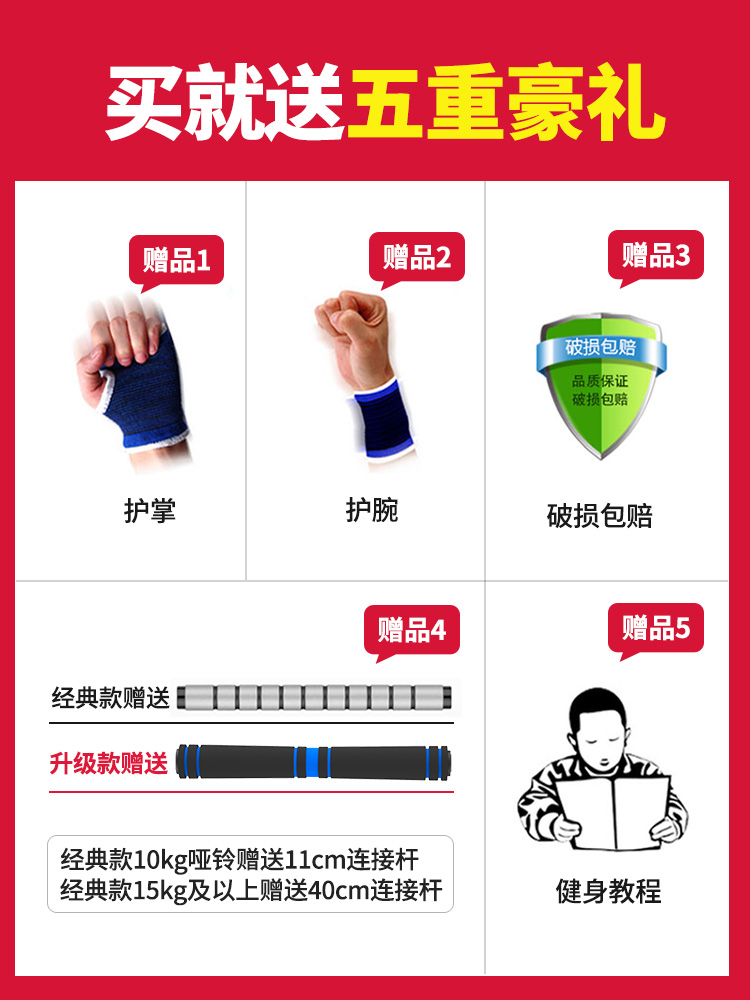 买就送五重豪礼
赠品1
赠品2
赠品3
破损包赔
品质保证
破损包赔
护掌
护腕
破损包赔
赠品4
赠品5
经典款赠送
升级款赠送
经典款10kg哑铃赠送11cm连接杆
经典款15kg及以上赠送40cm连接杆
健身教程